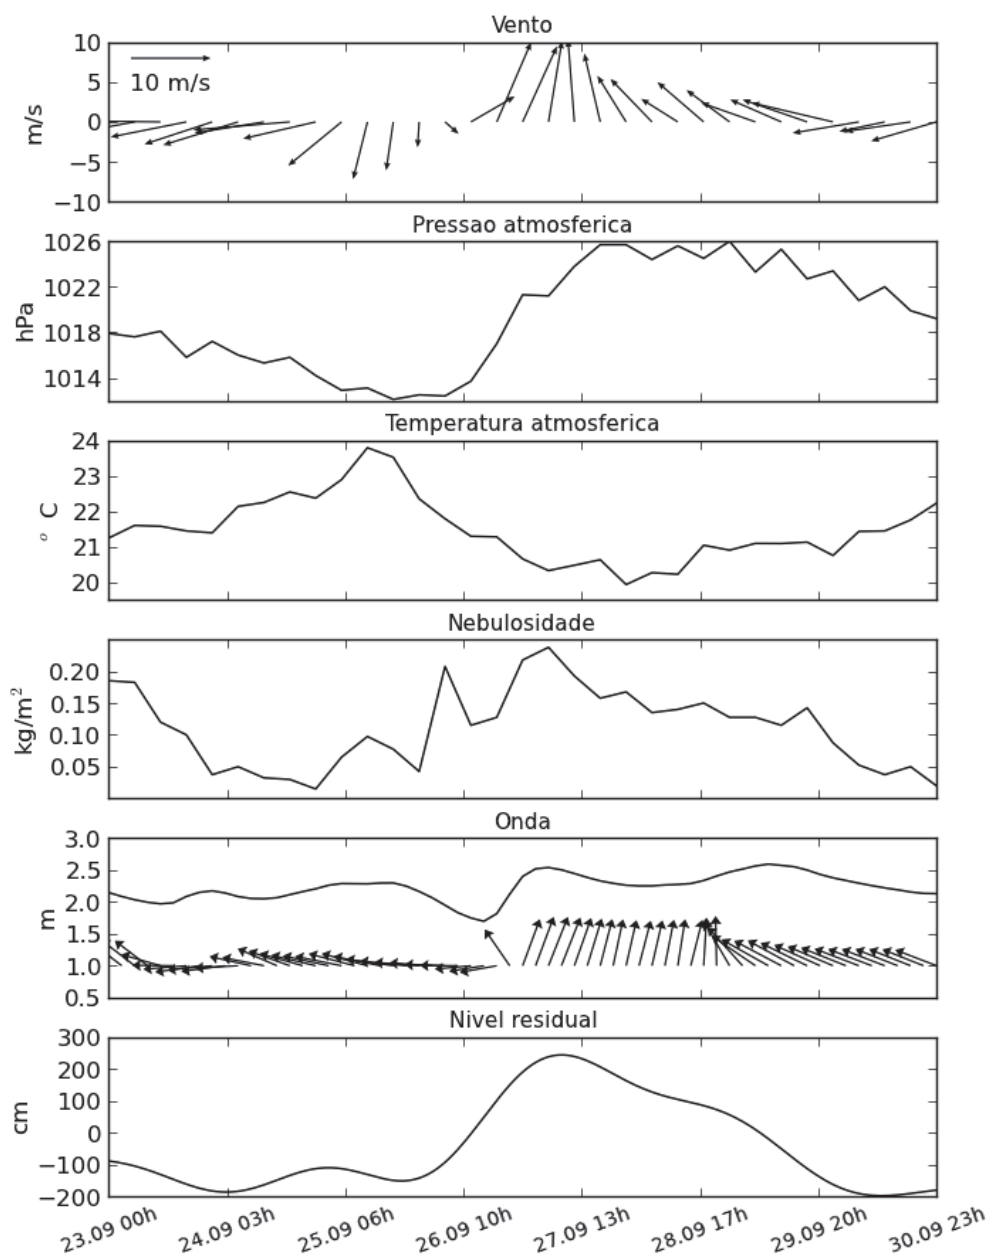 Vento
10
5
0
−5
−10
m/s
10 m/s
Pressao atmosferica
1026
1022
1018
1014
hPa
Temperatura atmosferica
24
23
22
21
20
° C
Nebulosidade
0.20
0.15
0.10
0.05
kg/m²
Onda
3.0
2.5
2.0
1.5
1.0
0.5
m
Nivel residual
300
200
100
0
−100
−200
cm
23.09 00h
24.09 03h
25.09 06h
26.09 10h
27.09 13h
28.09 17h
29.09 20h
30.09 23h